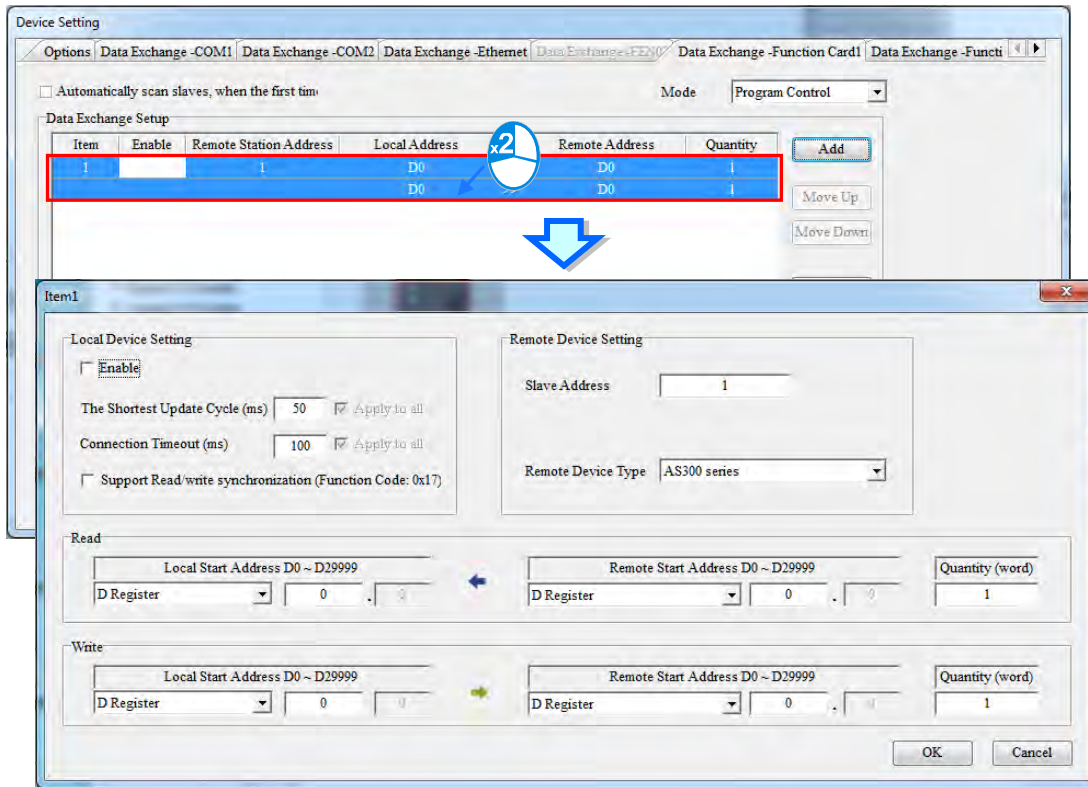 Device Setting
Options Data Exchange -COM1 Data Exchange -COM2 Data Exchange -Ethernet Data Exchange -FEN02 Data Exchange -Function Card1 Data Exchange -Functi
Automatically scan slaves, when the first tim Mode Program Control
Data Exchange Setup
Item Enable Remote Station Address Local Address Remote Address Quantity Add
x2
1 1 D0 D0 1
D0 >> D0 1
Move Up
Move Down
Item1
Local Device Setting Remote Device Setting
Enable
Slave Address 1
The Shortest Update Cycle (ms) 50 Apply to all
Connection Timeout (ms) 100 Apply to all
Remote Device Type AS300 series
Support Read/write synchronization (Function Code: 0x17)
Read
Local Start Address D0 ~ D29999 Remote Start Address D0 ~ D29999 Quantity (word)
D Register 0 . 0 D Register 0 . 0 1
Write
Local Start Address D0 ~ D29999 Remote Start Address D0 ~ D29999 Quantity (word)
D Register 0 0 D Register 0 . 0 1
OK Cancel